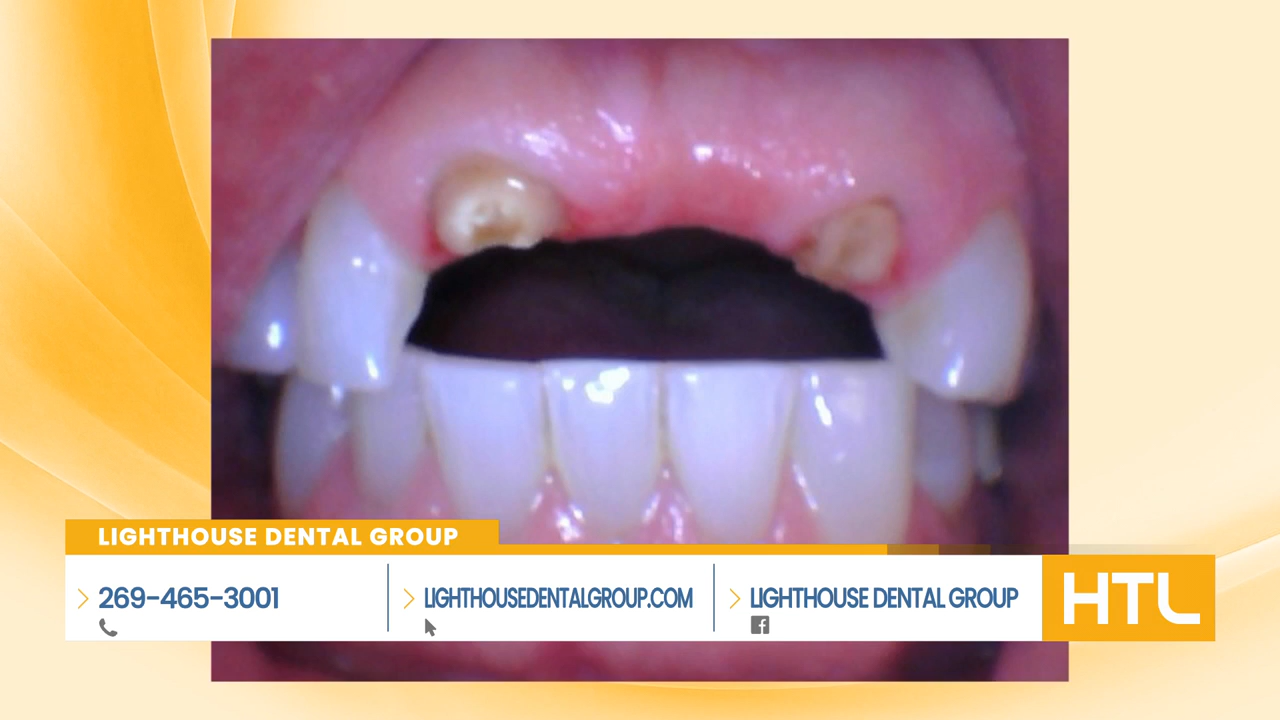 LIGHTHOUSE DENTAL GROUP
269-465-3001
LIGHTHOUSEDENTALGROUP.COM
LIGHTHOUSE DENTAL GROUP
HTL